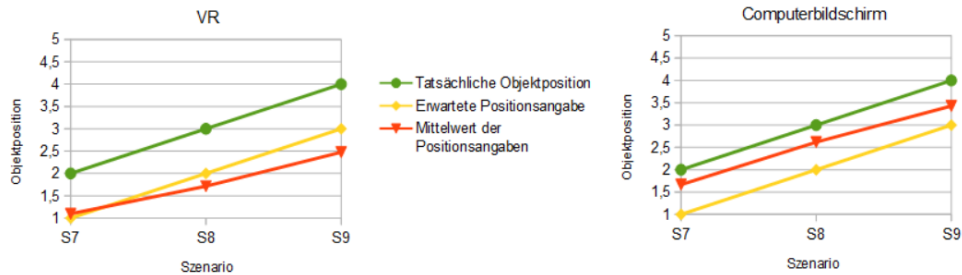 VR
5
4,5
4
3,5
3
2,5
2
1,5
1
Objektposition
S7 S8 S9
Szenario
Tatsächliche Objektposition
Erwartete Positionsangabe
Mittelwert der
Positionsangaben
Computerbildschirm
5
4,5
4
3,5
3
2,5
2
1,5
1
Objektposition
S7 S8 S9
Szenario